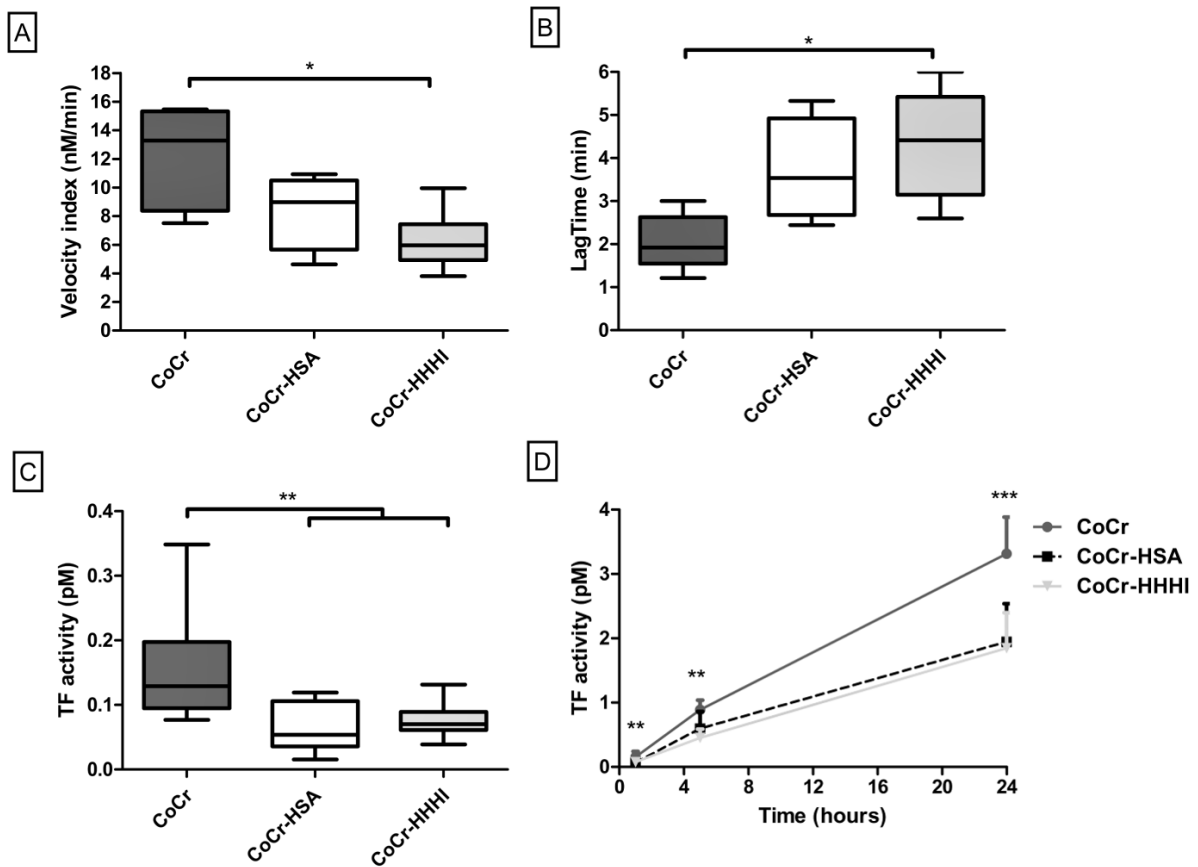 A
*
Velocity index (nM/min)
18
16
14
12
10
8
6
4
2
0
CoCr
CoCr-HSA
CoCr-HHHI
B
*
LagTime (min)
6
5
4
3
2
1
0
CoCr
CoCr-HSA
CoCr-HHHI
C
**
TF activity (pM)
0.4
0.3
0.2
0.1
0.0
CoCr
CoCr-HSA
CoCr-HHHI
D
TF activity (pM)
4
3
2
1
0
**
**
***
0 4 8 12 16 20 24
Time (hours)
CoCr
CoCr-HSA
CoCr-HHHI